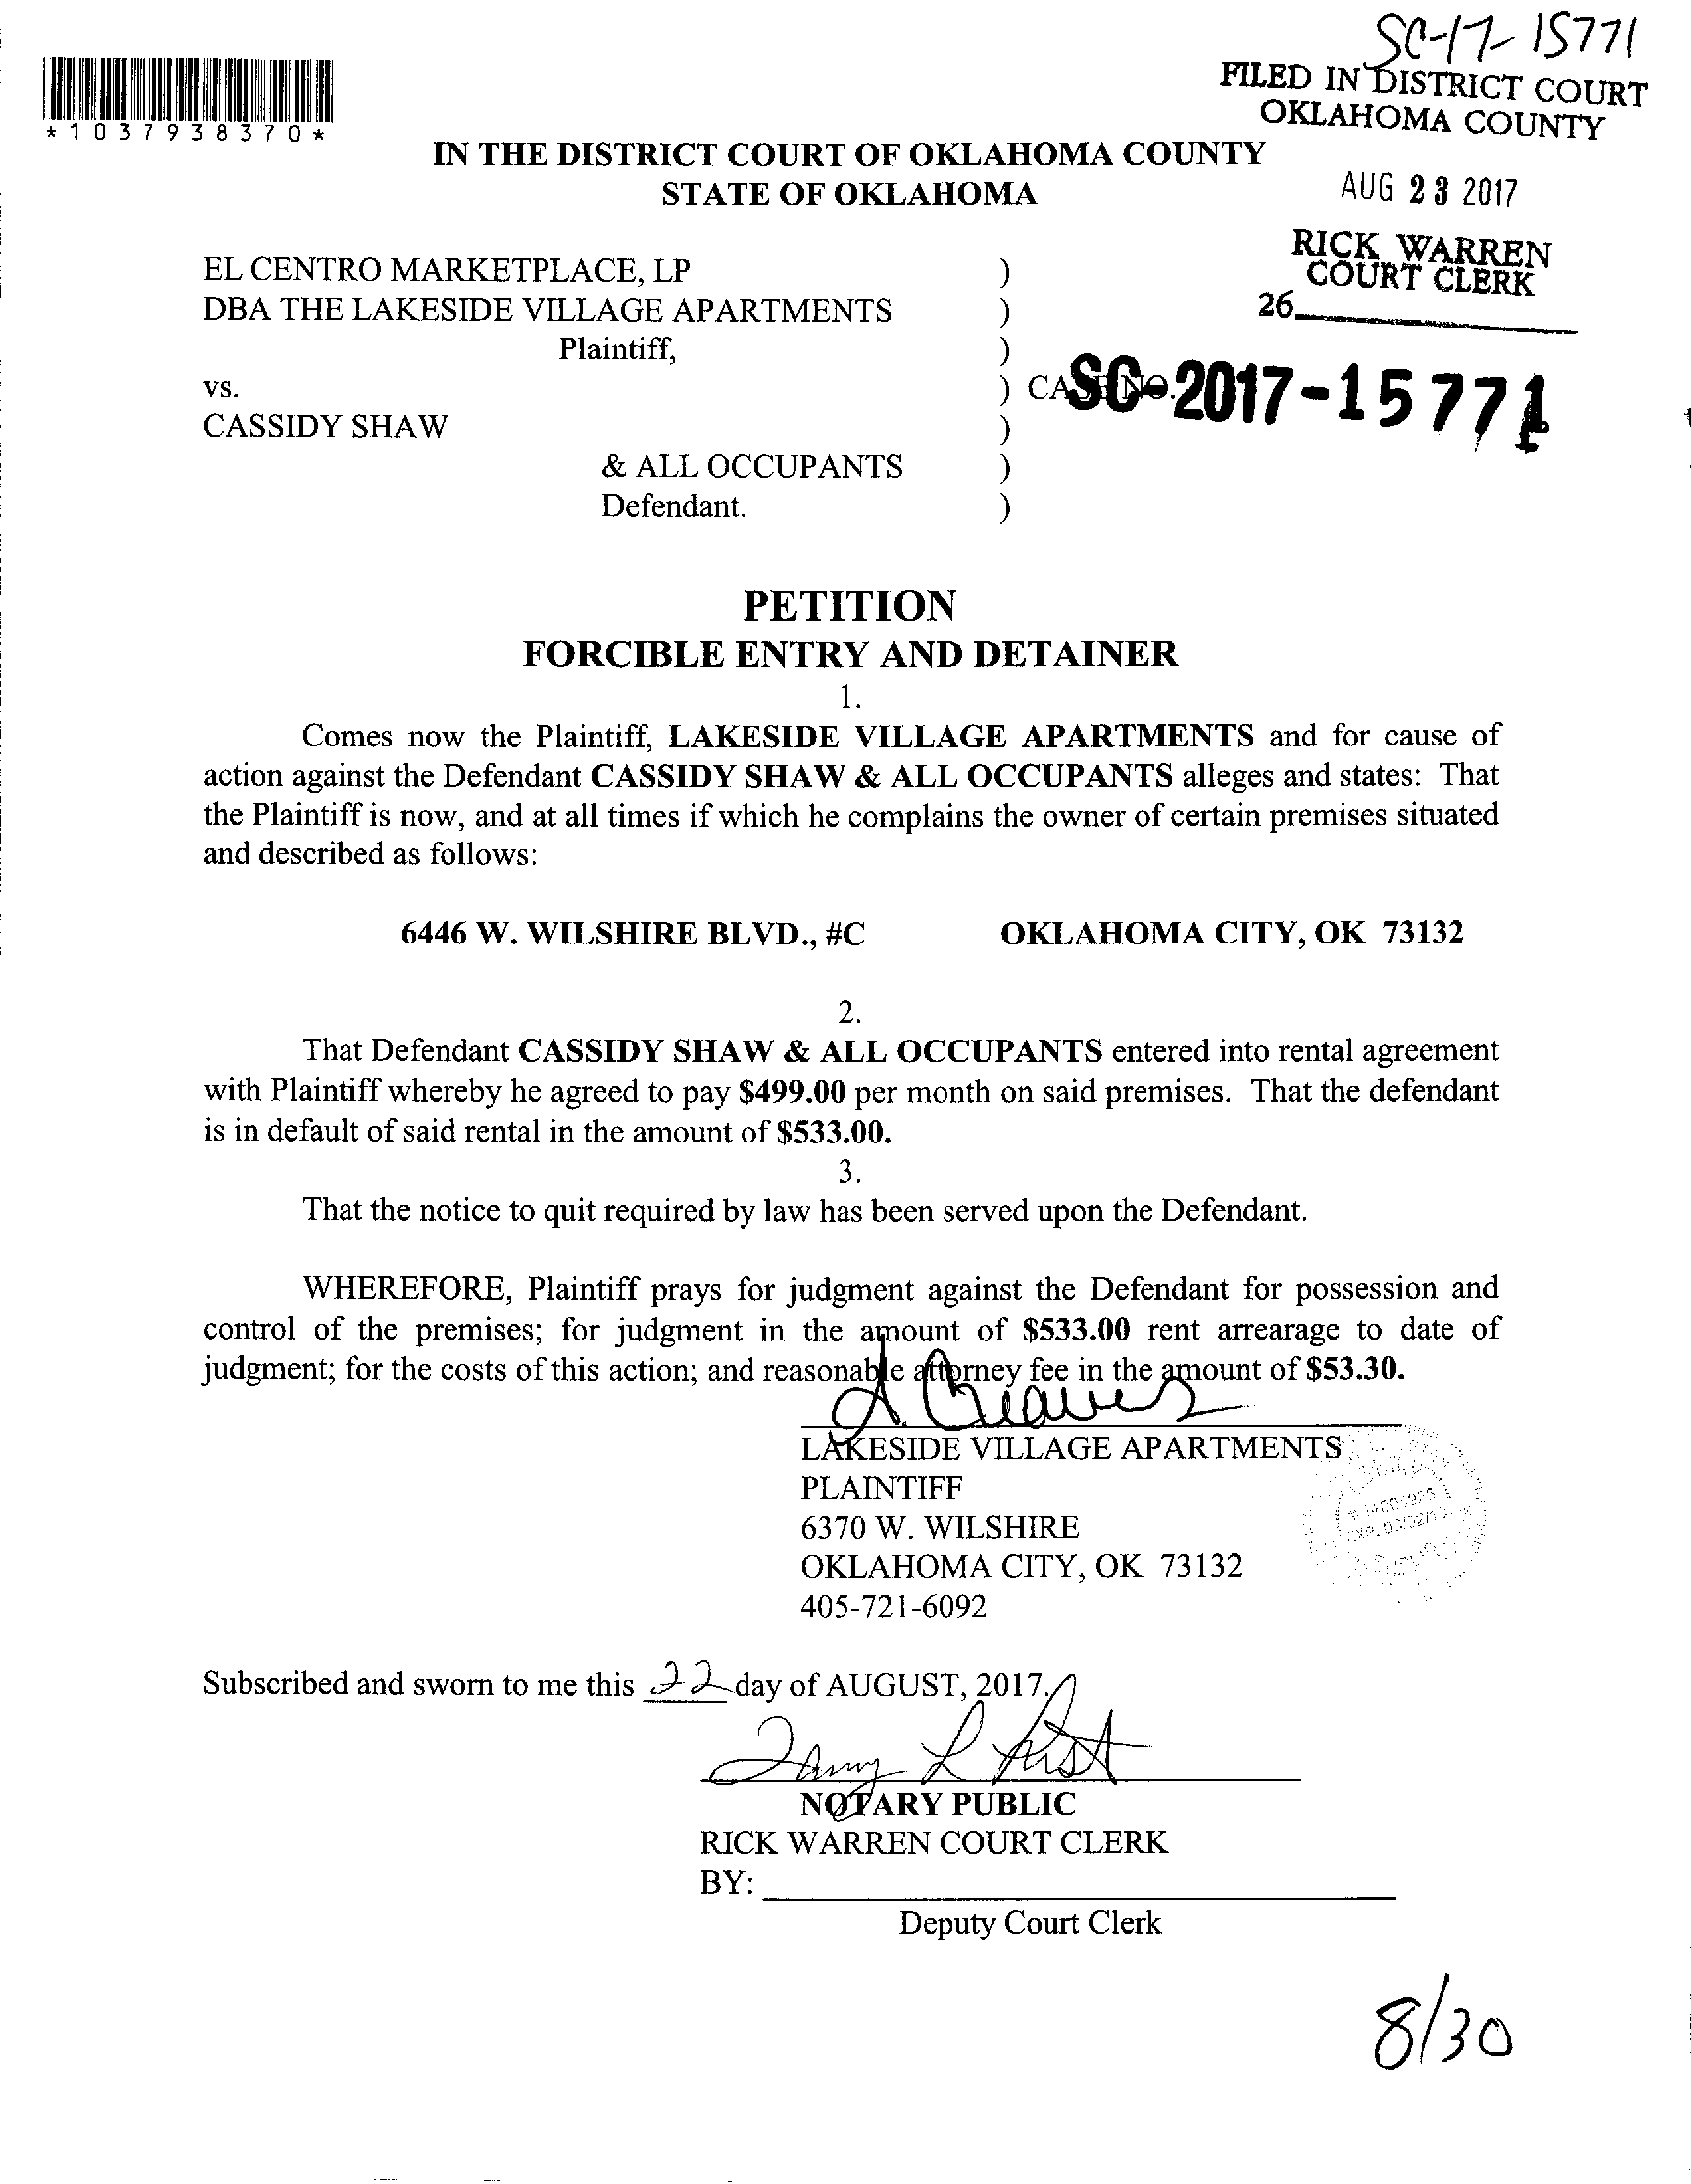 SC-17-15771
FILED IN DISTRICT COURT
OKLAHOMA COUNTY
*1037938370*
IN THE DISTRICT COURT OF OKLAHOMA COUNTY
STATE OF OKLAHOMA
AUG 23 2017
RICK WARREN
COURT CLERK
26
EL CENTRO MARKETPLACE, LP )
DBA THE LAKESIDE VILLAGE APARTMENTS )
Plaintiff, )
vs. ) CASE NO. SC-2017-15771
CASSIDY SHAW )
& ALL OCCUPANTS )
Defendant. )
PETITION
FORCIBLE ENTRY AND DETAINER
1.
Comes now the Plaintiff, LAKESIDE VILLAGE APARTMENTS and for cause of
action against the Defendant CASSIDY SHAW & ALL OCCUPANTS alleges and states: That
the Plaintiff is now, and at all times if which he complains the owner of certain premises situated
and described as follows:
6446 W. WILSHIRE BLVD., #C OKLAHOMA CITY, OK 73132
2.
That Defendant CASSIDY SHAW & ALL OCCUPANTS entered into rental agreement
with Plaintiff whereby he agreed to pay $499.00 per month on said premises. That the defendant
is in default of said rental in the amount of $533.00.
3.
That the notice to quit required by law has been served upon the Defendant.
WHEREFORE, Plaintiff prays for judgment against the Defendant for possession and
control of the premises; for judgment in the amount of $533.00 rent arrearage to date of
judgment; for the costs of this action; and reasonable attorney fee in the amount of $53.30.
LAKESIDE VILLAGE APARTMENTS
PLAINTIFF
6370 W. WILSHIRE
OKLAHOMA CITY, OK 73132
405-721-6092
Subscribed and sworn to me this 22 day of AUGUST, 2017.
NOTARY PUBLIC
RICK WARREN COURT CLERK
BY:
Deputy Court Clerk
8/30